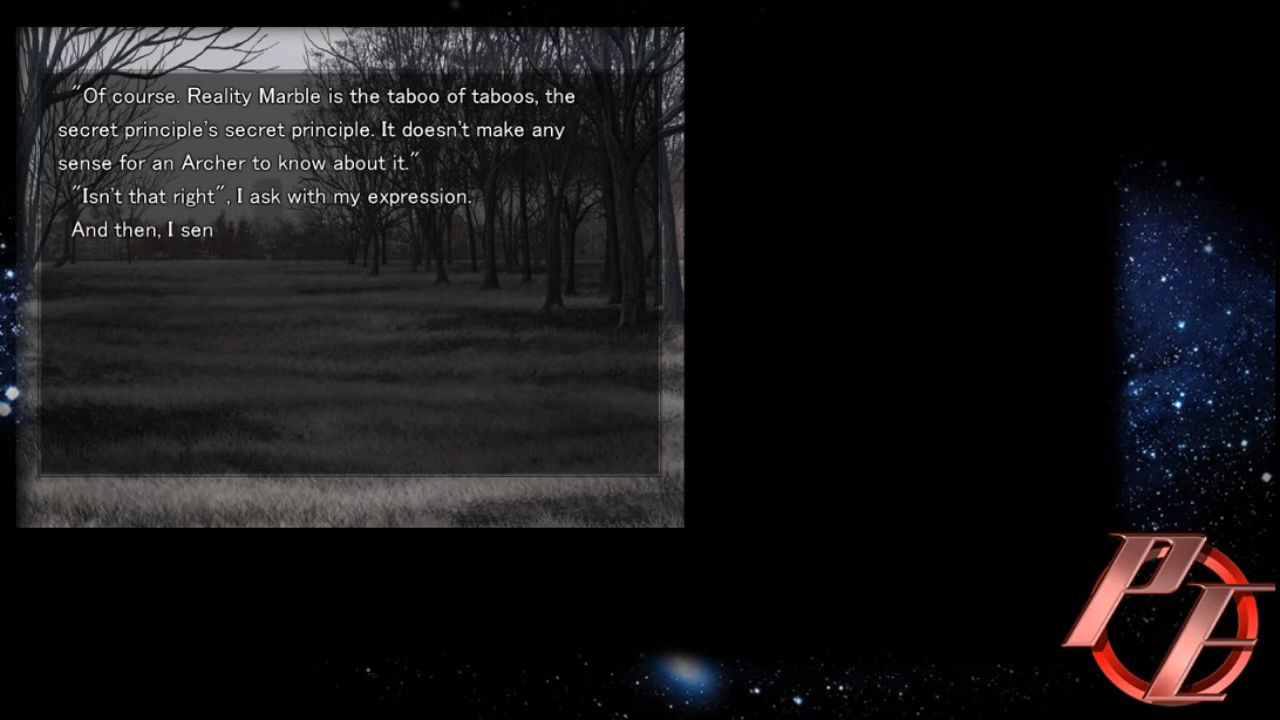 "Of course. Reality Marble is the taboo of taboos, the
secret principle's secret principle. It doesn't make any
sense for an Archer to know about it."
"Isn't that right", I ask with my expression.
And then, I sen
PE